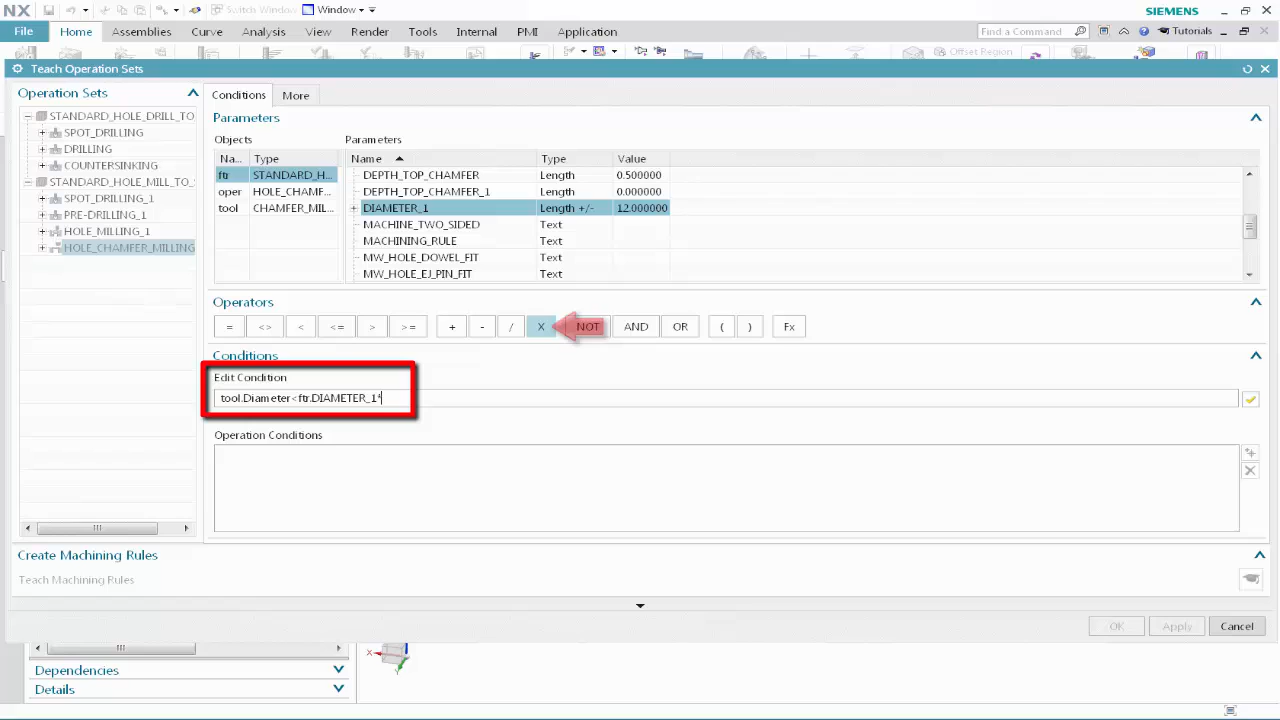 NX Switch Window Window SIEMENS
File Home Assemblies Curve Analysis View Render Tools Internal PMI Application Find a Command Tutorials
Offset Region
Teach Operation Sets
Operation Sets
STANDARD_HOLE_DRILL_TO
SPOT_DRILLING
DRILLING
COUNTERSINKING
STANDARD_HOLE_MILL_TO_
SPOT_DRILLING_1
PRE-DRILLING_1
HOLE_MILLING_1
HOLE_CHAMFER_MILLING
Conditions More
Parameters
Objects Parameters
Na... Type Name Type Value
ftr STANDARD_H... DEPTH_TOP_CHAMFER Length 0.500000
oper HOLE_CHAMF... DEPTH_TOP_CHAMFER_1 Length 0.000000
tool CHAMFER_MIL... DIAMETER_1 Length +/- 12.000000
MACHINE_TWO_SIDED Text
MACHINING_RULE Text
MW_HOLE_DOWEL_FIT Text
MW_HOLE_EJ_PIN_FIT Text
Operators
= <> < <= > >= + - / X NOT AND OR ( ) Fx
Conditions
Edit Condition
tool.Diameter<ftr.DIAMETER_1*
Operation Conditions
Create Machining Rules
Teach Machining Rules
OK Apply Cancel
Dependencies
Details
X
Y